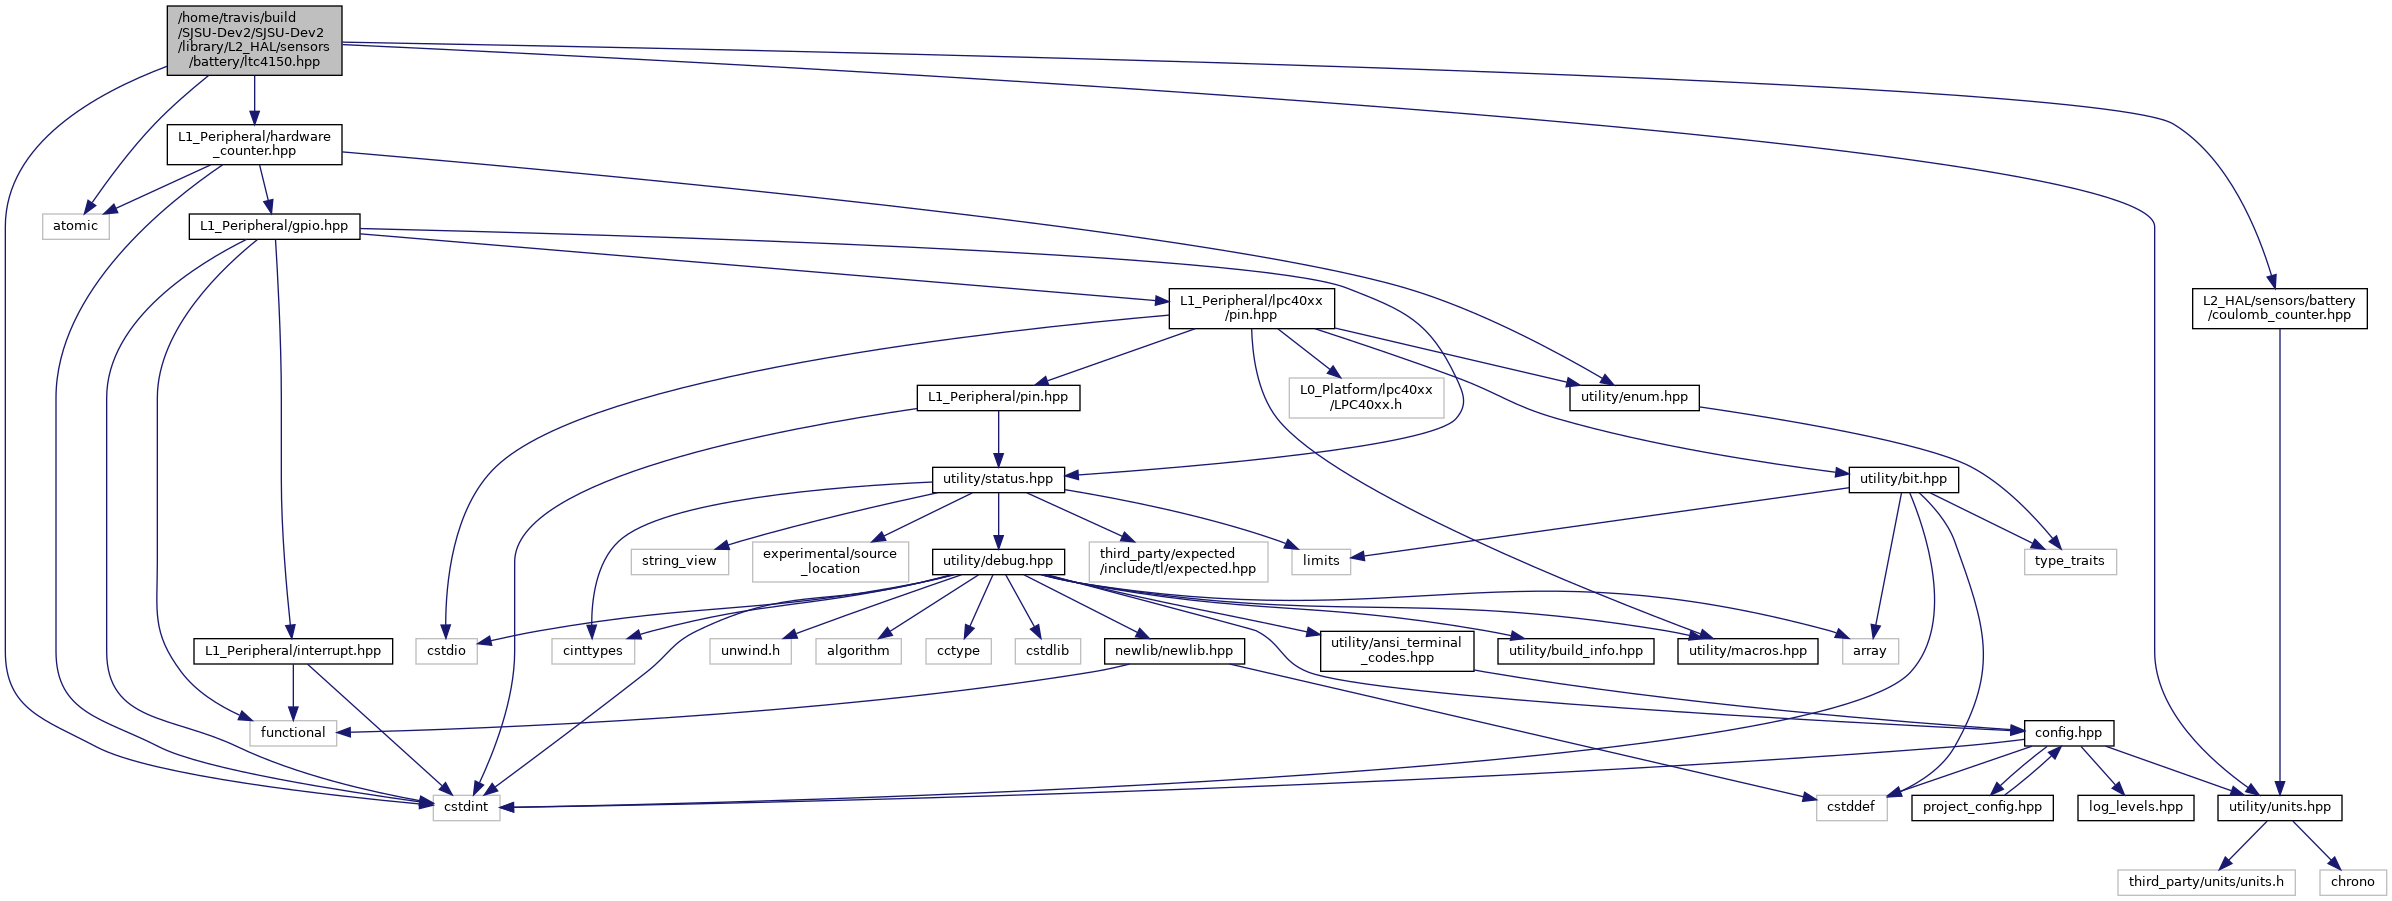 /home/travis/build
/SJSU-Dev2/SJSU-Dev2
/library/L2_HAL/sensors
/battery/ltc4150.hpp
L1_Peripheral/hardware
_counter.hpp
atomic
L1_Peripheral/gpio.hpp
L1_Peripheral/lpc40xx
/pin.hpp
L2_HAL/sensors/battery
/coulomb_counter.hpp
L1_Peripheral/pin.hpp
L0_Platform/lpc40xx
/LPC40xx.h
utility/enum.hpp
utility/status.hpp
utility/bit.hpp
string_view
experimental/source
_location
utility/debug.hpp
third_party/expected
/include/tl/expected.hpp
limits
type_traits
L1_Peripheral/interrupt.hpp
cstdio
cinttypes
unwind.h
algorithm
cctype
cstdlib
newlib/newlib.hpp
utility/ansi_terminal
_codes.hpp
utility/build_info.hpp
utility/macros.hpp
array
functional
config.hpp
cstdint
cstddef
project_config.hpp
log_levels.hpp
utility/units.hpp
third_party/units/units.h
chrono